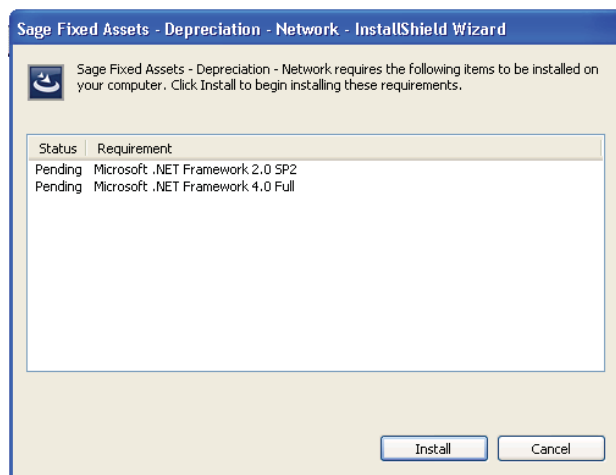 Sage Fixed Assets - Depreciation - Network - InstallShield Wizard
Sage Fixed Assets - Depreciation - Network requires the following items to be installed on
your computer. Click Install to begin installing these requirements.
Status Requirement
Pending Microsoft .NET Framework 2.0 SP2
Pending Microsoft .NET Framework 4.0 Full
Install Cancel